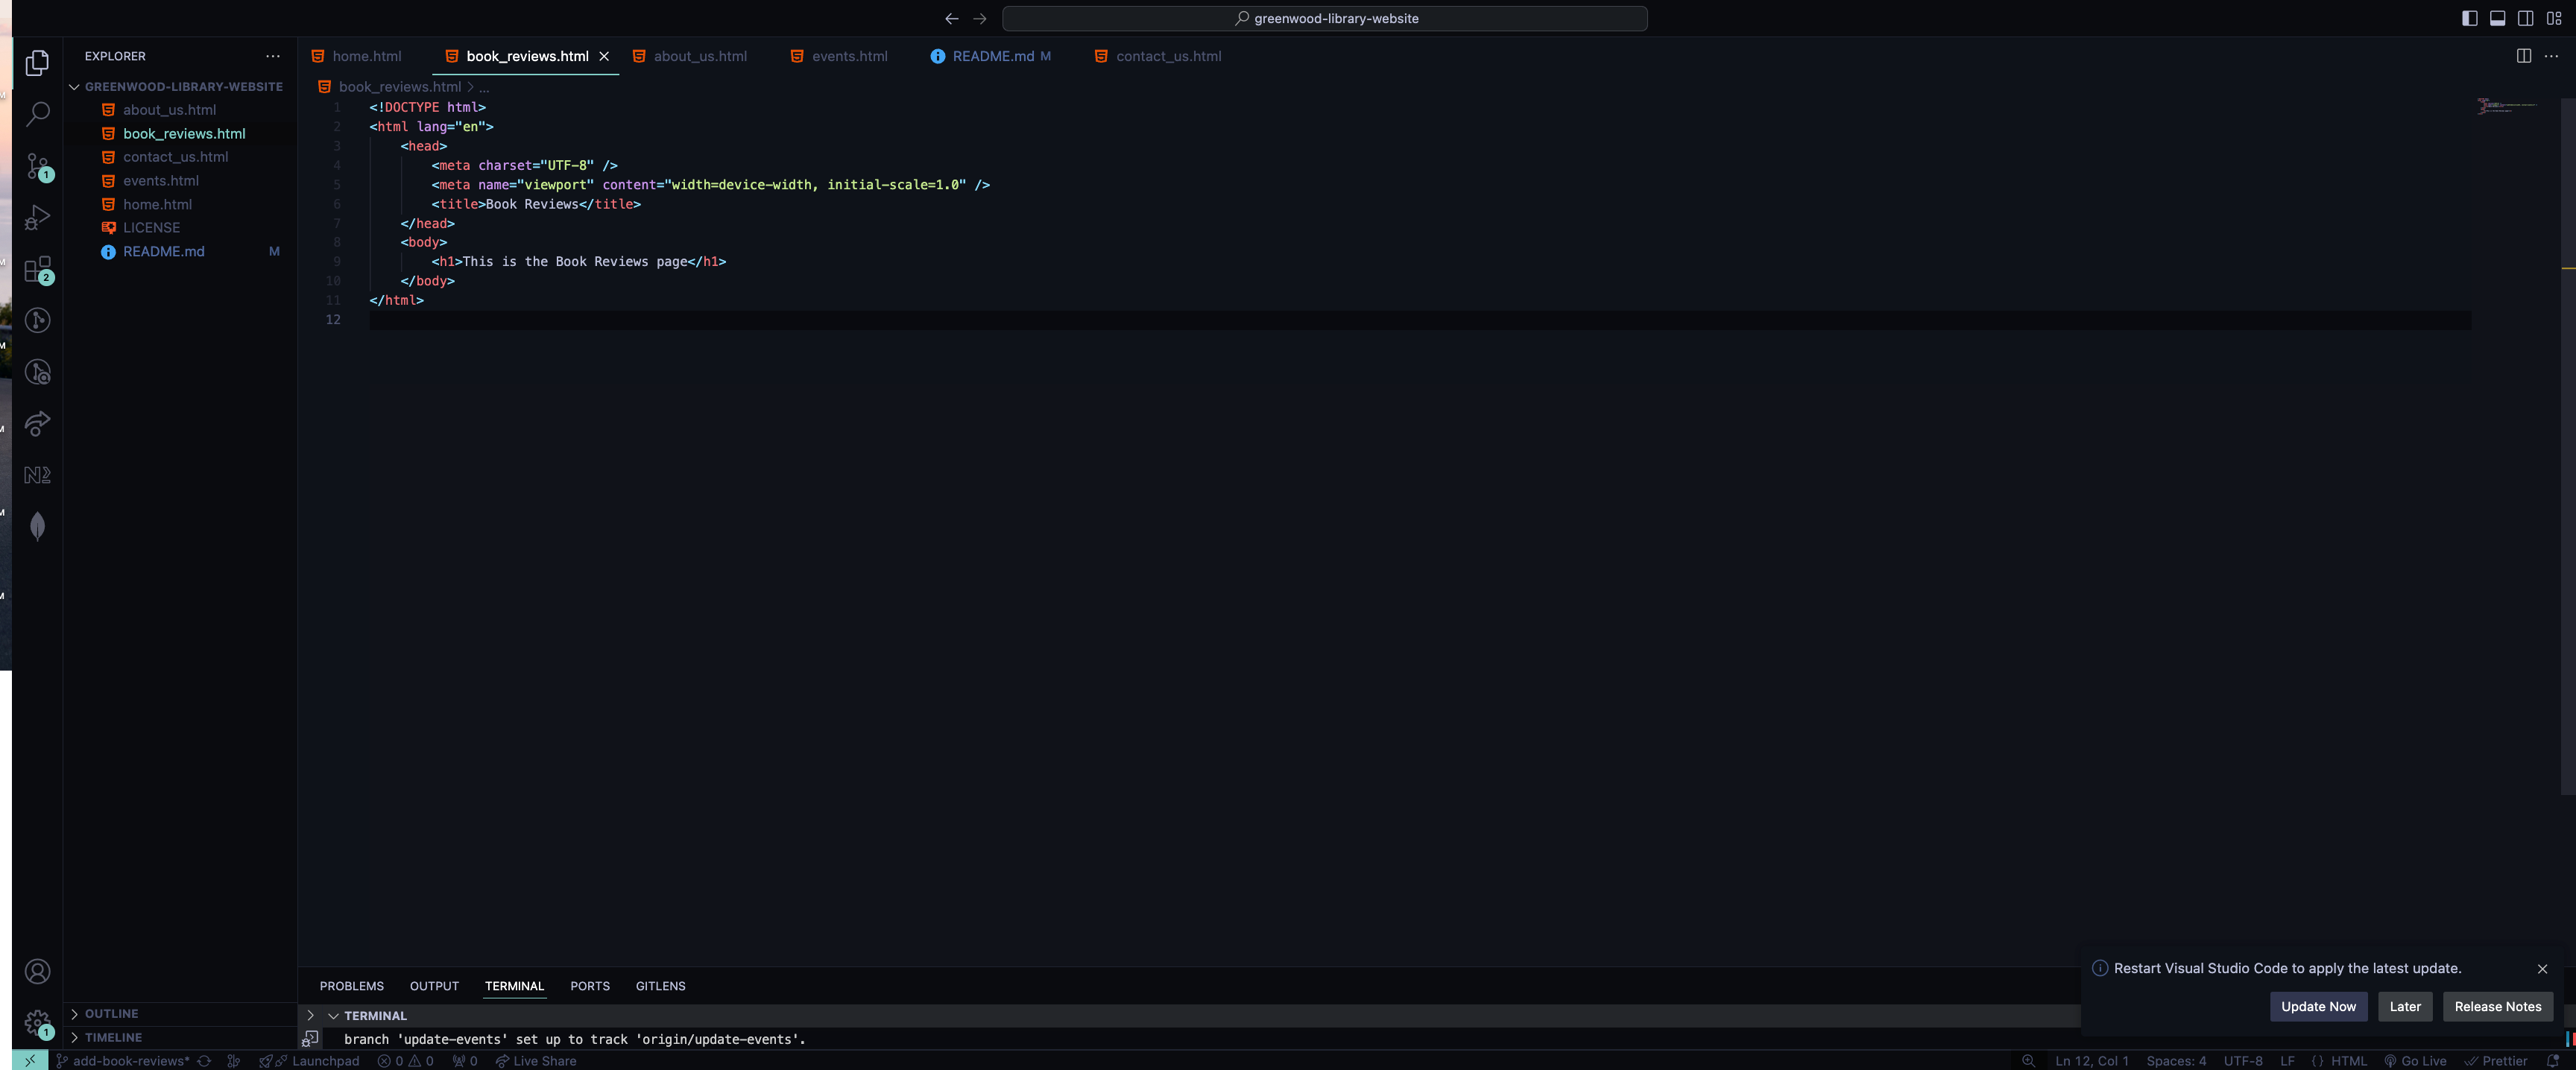 greenwood-library-website
EXPLORER
GREENWOOD-LIBRARY-WEBSITE
about_us.html
book_reviews.html
contact_us.html
events.html
home.html
LICENSE
README.md M
OUTLINE
TIMELINE
1
2
1
home.html
book_reviews.html
about_us.html
events.html
README.md M
contact_us.html
book_reviews.html > ...
1 <!DOCTYPE html>
2 <html lang="en">
3 <head>
4 <meta charset="UTF-8" />
5 <meta name="viewport" content="width=device-width, initial-scale=1.0" />
6 <title>Book Reviews</title>
7 </head>
8 <body>
9 <h1>This is the Book Reviews page</h1>
10 </body>
11 </html>
12
PROBLEMS OUTPUT TERMINAL PORTS GITLENS
TERMINAL
branch 'update-events' set up to track 'origin/update-events'.
Restart Visual Studio Code to apply the latest update.
Update Now Later Release Notes
add-book-reviews* Launchpad 0 0 0 Live Share Ln 12, Col 1 Spaces: 4 UTF-8 LF {} HTML Go Live Prettier